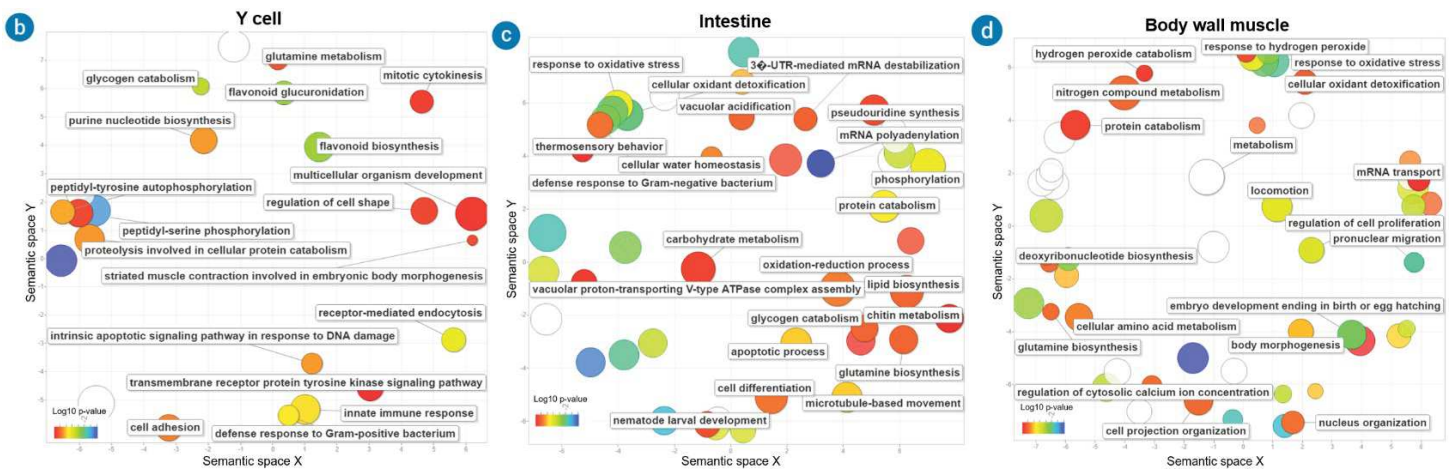 b
Y cell
glutamine metabolism
mitotic cytokinesis
glycogen catabolism
flavonoid glucuronidation
purine nucleotide biosynthesis
flavonoid biosynthesis
multicellular organism development
peptidyl-tyrosine autophosphorylation
regulation of cell shape
peptidyl-serine phosphorylation
proteolysis involved in cellular protein catabolism
striated muscle contraction involved in embryonic body morphogenesis
receptor-mediated endocytosis
intrinsic apoptotic signaling pathway in response to DNA damage
transmembrane receptor protein tyrosine kinase signaling pathway
innate immune response
cell adhesion
defense response to Gram-positive bacterium
Log10 p-value
Semantic space Y
Semantic space X
c
Intestine
response to oxidative stress
3�-UTR-mediated mRNA destabilization
cellular oxidant detoxification
vacuolar acidification
pseudouridine synthesis
mRNA polyadenylation
thermosensory behavior
cellular water homeostasis
defense response to Gram-negative bacterium
phosphorylation
protein catabolism
carbohydrate metabolism
oxidation-reduction process
vacuolar proton-transporting V-type ATPase complex assembly
lipid biosynthesis
glycogen catabolism
chitin metabolism
apoptotic process
glutamine biosynthesis
cell differentiation
microtubule-based movement
nematode larval development
Log10 p-value
Semantic space Y
Semantic space X
d
Body wall muscle
hydrogen peroxide catabolism
response to hydrogen peroxide
response to oxidative stress
nitrogen compound metabolism
cellular oxidant detoxification
protein catabolism
metabolism
mRNA transport
locomotion
regulation of cell proliferation
pronuclear migration
deoxyribonucleotide biosynthesis
embryo development ending in birth or egg hatching
cellular amino acid metabolism
body morphogenesis
glutamine biosynthesis
regulation of cytosolic calcium ion concentration
nucleus organization
cell projection organization
Log10 p-value
Semantic space Y
Semantic space X